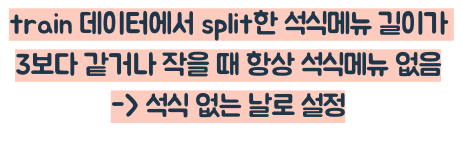 train 데이터에서 split한 석식메뉴 길이가
3보다 같거나 작을 때 항상 석식메뉴 없음
-> 석식 없는 날로 설정